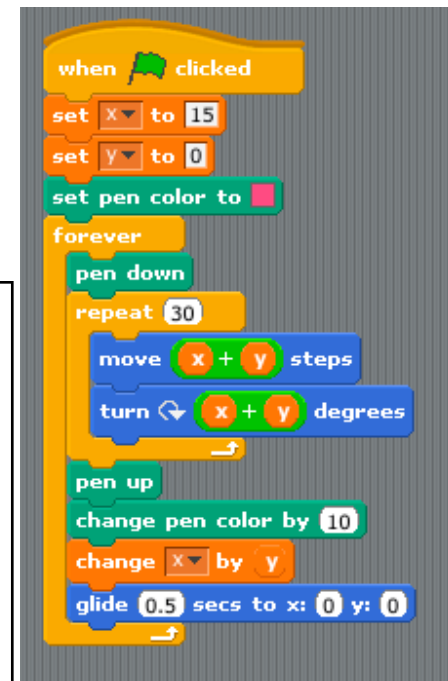 when clicked
set x to 15
set y to 0
set pen color to
forever
pen down
repeat 30
move x + y steps
turn x + y degrees
pen up
change pen color by 10
change x by y
glide 0.5 secs to x: 0 y: 0